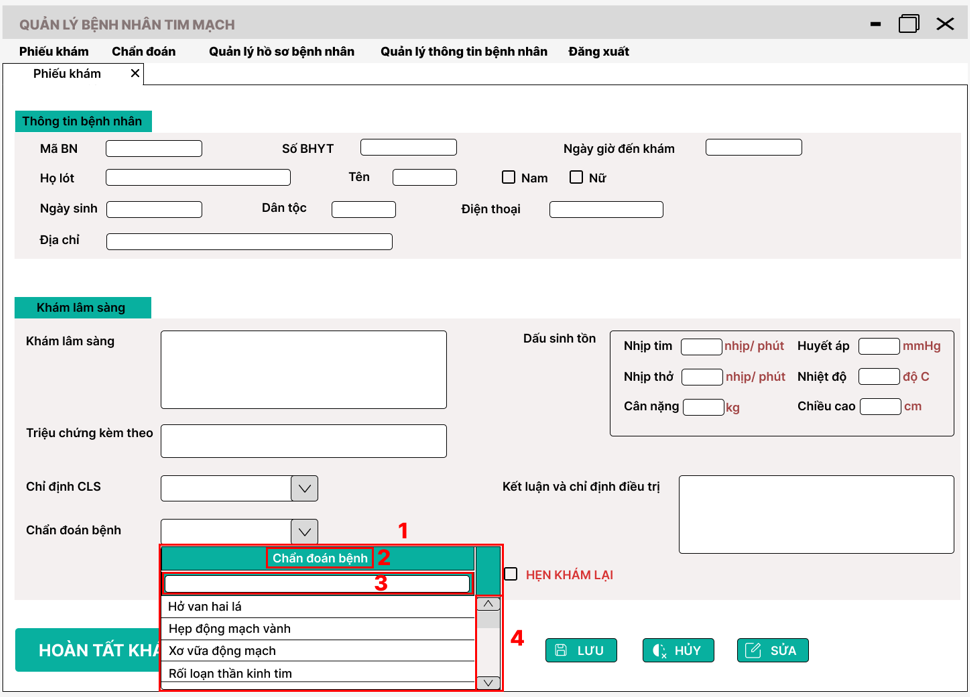 QUẢN LÝ BỆNH NHÂN TIM MẠCH
Phiếu khám Chẩn đoán Quản lý hồ sơ bệnh nhân Quản lý thông tin bệnh nhân Đăng xuất
Phiếu khám
Thông tin bệnh nhân
Mã BN Số BHYT Ngày giờ đến khám
Họ lót Tên Nam Nữ
Ngày sinh Dân tộc Điện thoại
Địa chỉ
Khám lâm sàng
Khám lâm sàng Dấu sinh tồn
Nhịp tim nhịp/ phút Huyết áp mmHg
Nhịp thở nhịp/ phút Nhiệt độ độ C
Cân nặng kg Chiều cao cm
Triệu chứng kèm theo
Chỉ định CLS Kết luận và chỉ định điều trị
Chẩn đoán bệnh 1
Chẩn đoán bệnh 2
3 HẸN KHÁM LẠI
Hở van hai lá
Hẹp động mạch vành
Xơ vữa động mạch 4
Rối loạn thần kinh tim
HOÀN TẤT KHÁ LƯU HỦY SỬA